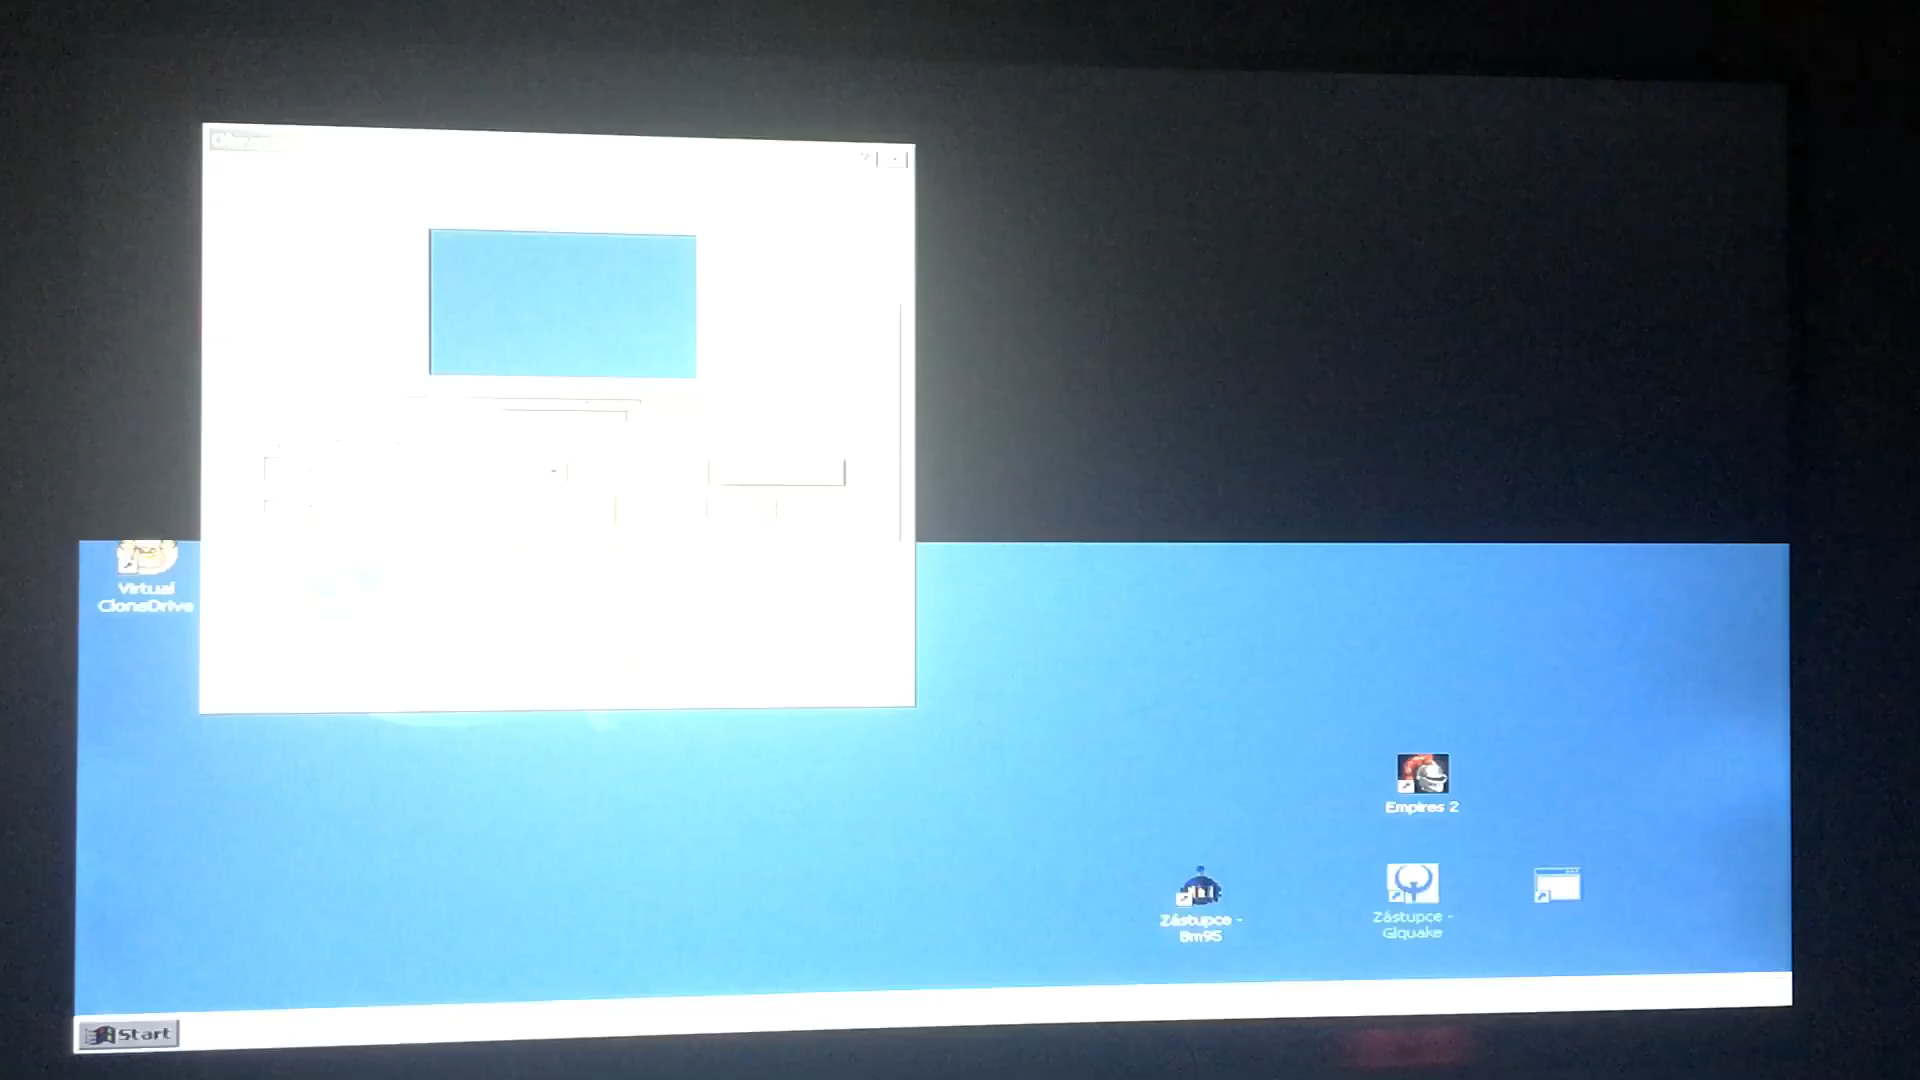 Virtual
CloneDrive
Empires 2
Zástupce -
Bm95
Zástupce -
Glquake
Start